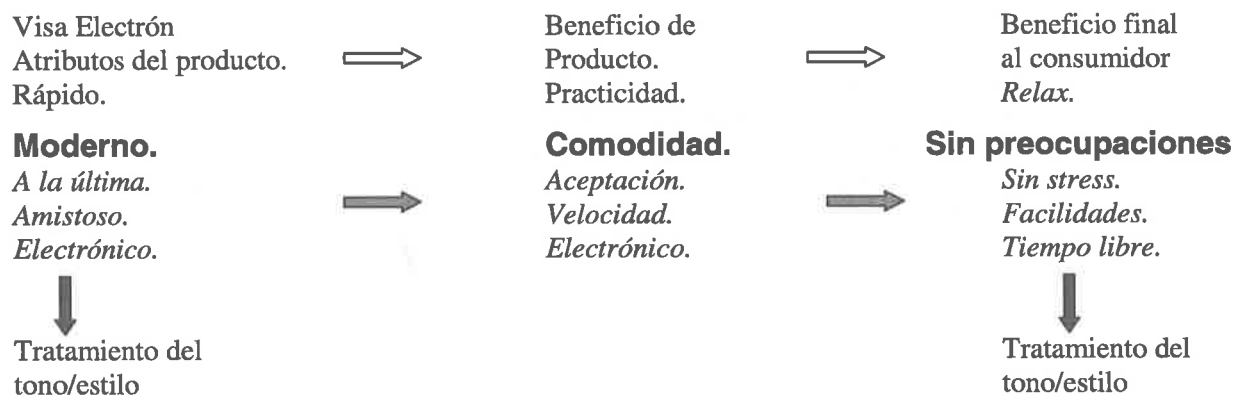 Visa Electrón
Atributos del producto.
Rápido.
Moderno.
A la última.
Amistoso.
Electrónico.
Tratamiento del
tono/estilo
Beneficio de
Producto.
Practicidad.
Comodidad.
Aceptación.
Velocidad.
Electrónico.
Beneficio final
al consumidor
Relax.
Sin preocupaciones
Sin stress.
Facilidades.
Tiempo libre.
Tratamiento del
tono/estilo